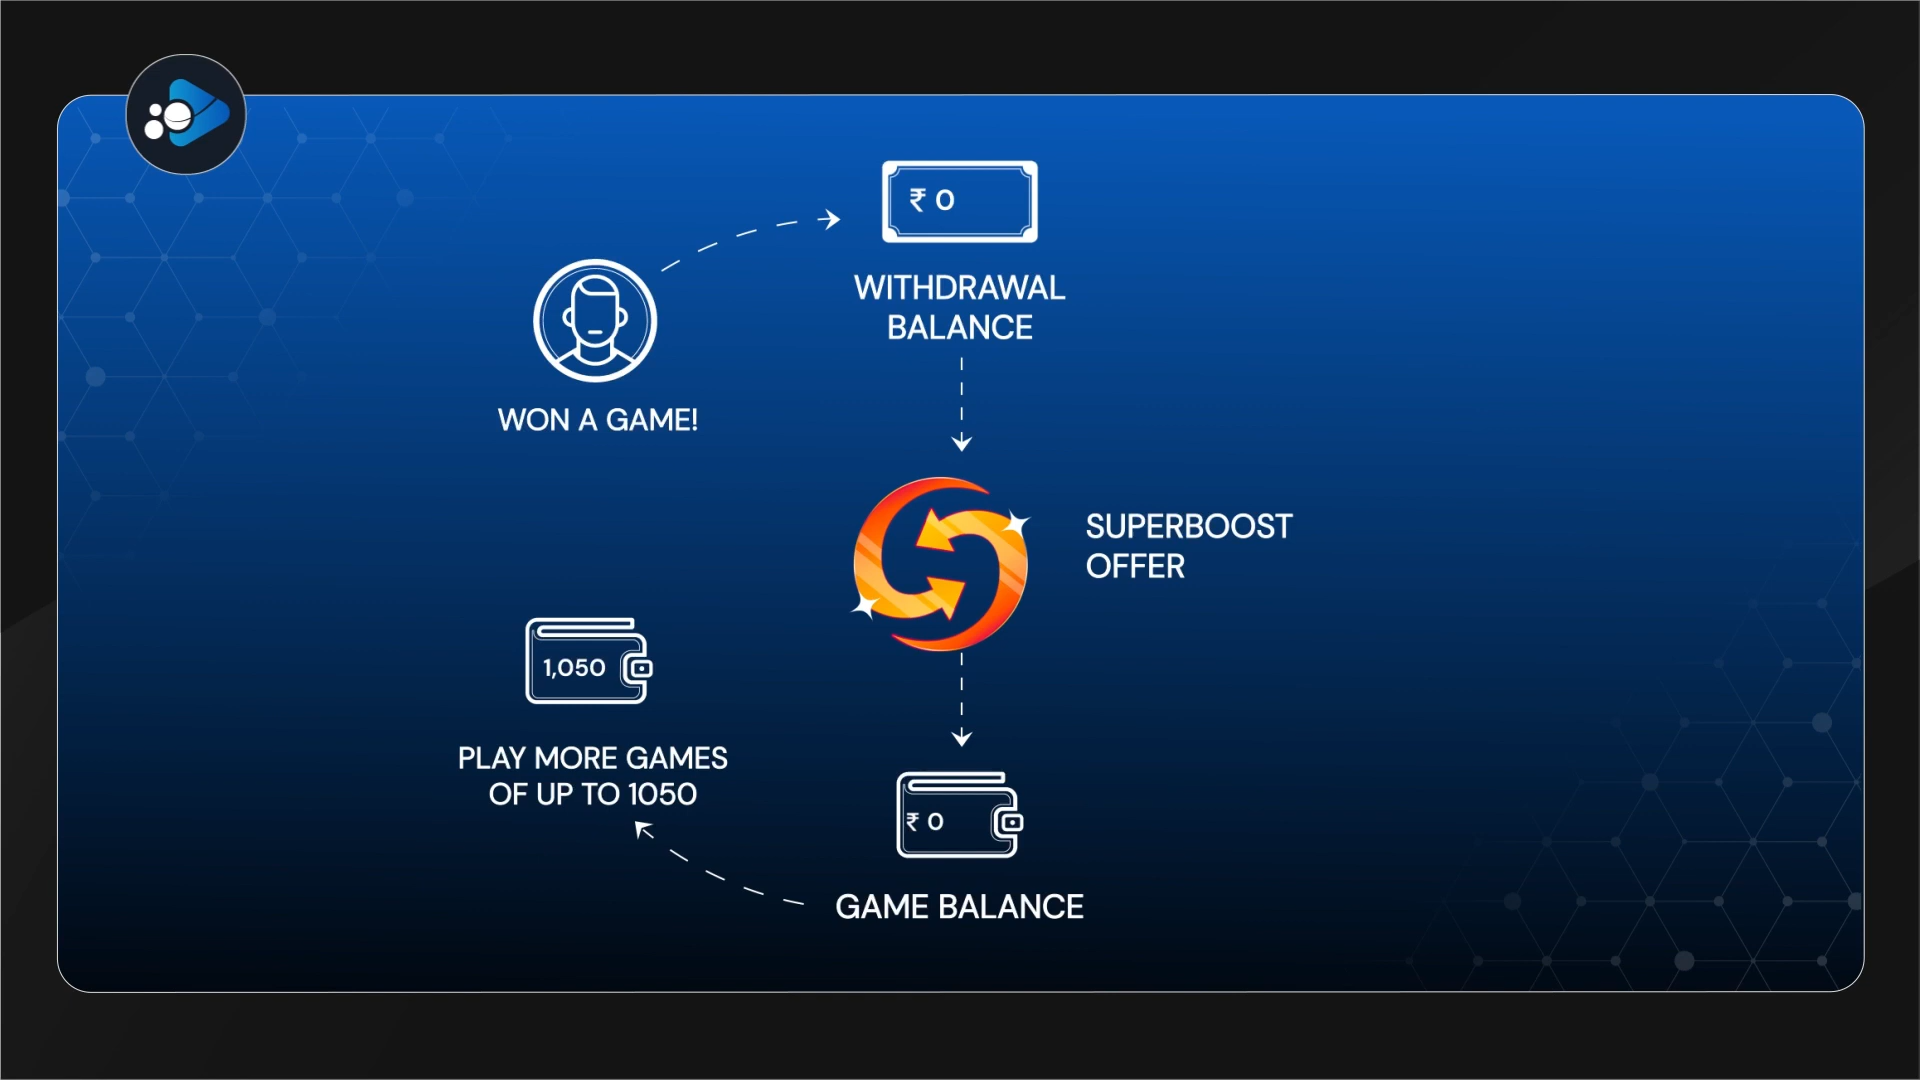 ₹ 0
WITHDRAWAL
BALANCE
WON A GAME!
SUPERBOOST
OFFER
1,050
PLAY MORE GAMES
OF UP TO 1050
₹ 0
GAME BALANCE